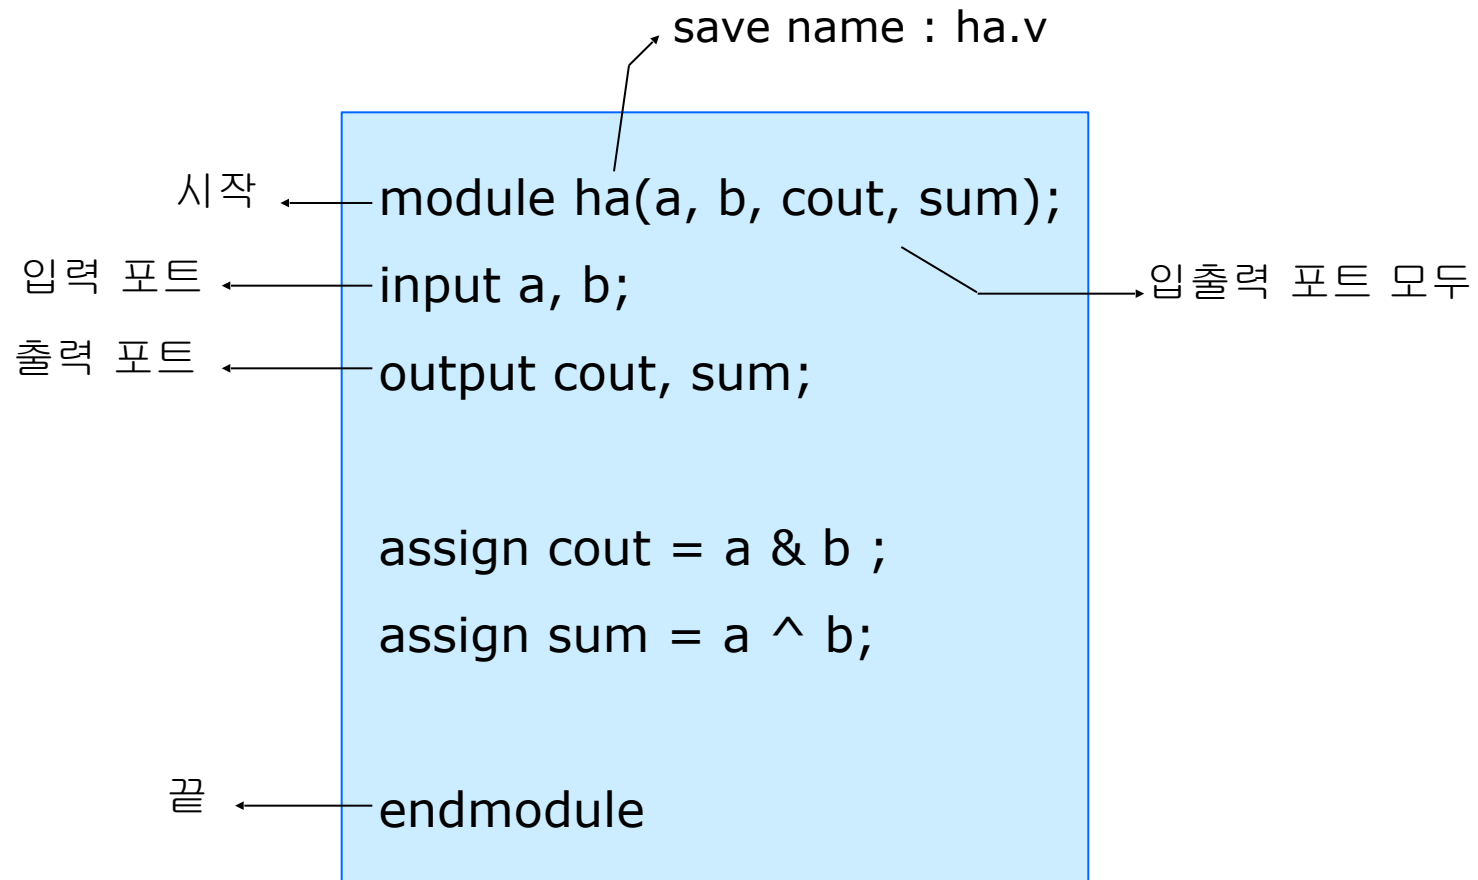 save name : ha.v
시작
module ha(a, b, cout, sum);
입력 포트
input a, b;
입출력 포트 모두
출력 포트
output cout, sum;
assign cout = a & b ;
assign sum = a ^ b;
끝
endmodule